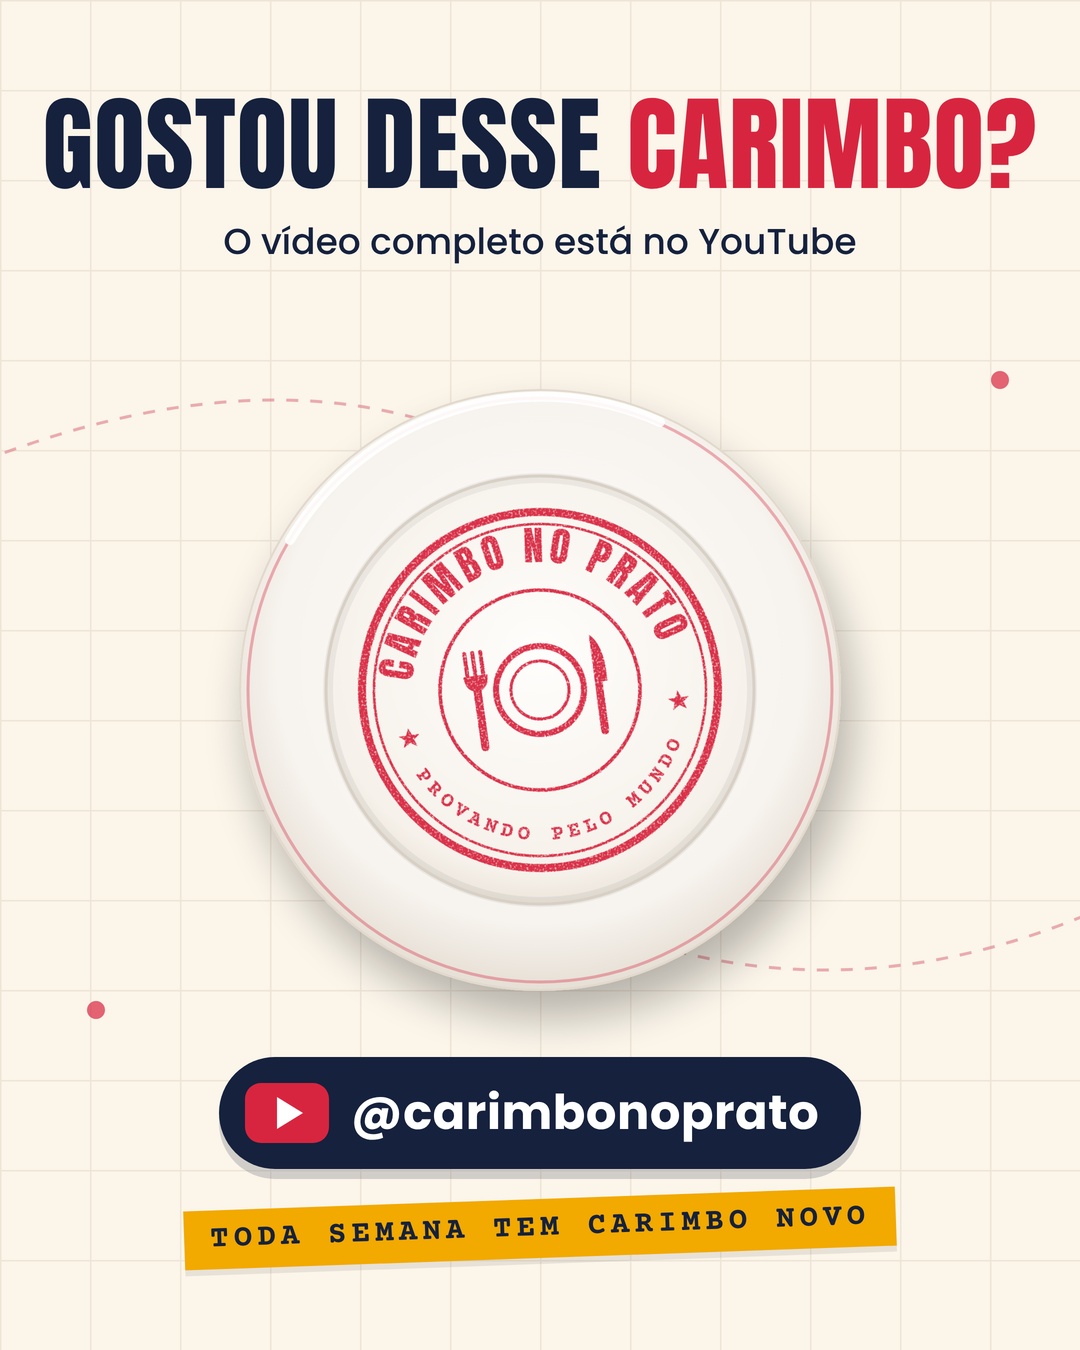 GOSTOU DESSE CARIMBO?
O vídeo completo está no YouTube
CARIMBO NO PRATO
PROVANDO PELO MUNDO
@carimbonoprato
TODA SEMANA TEM CARIMBO NOVO